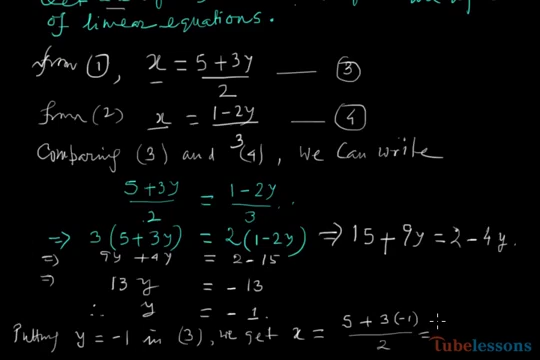 of linear equations.
from (1), x = 5+3y/2 —— (3)
from (2) x = 1-2y/3 —— (4)
Comparing (3) and (4), we can write
5+3y/2 = 1-2y/3
=> 3(5+3y) = 2(1-2y) => 15+9y = 2-4y.
=> 9y+4y = 2-15
=> 13y = -13
∴ y = -1.
Putting y = -1 in (3), we get x = 5+3(-1)/2 =
Tubelessons